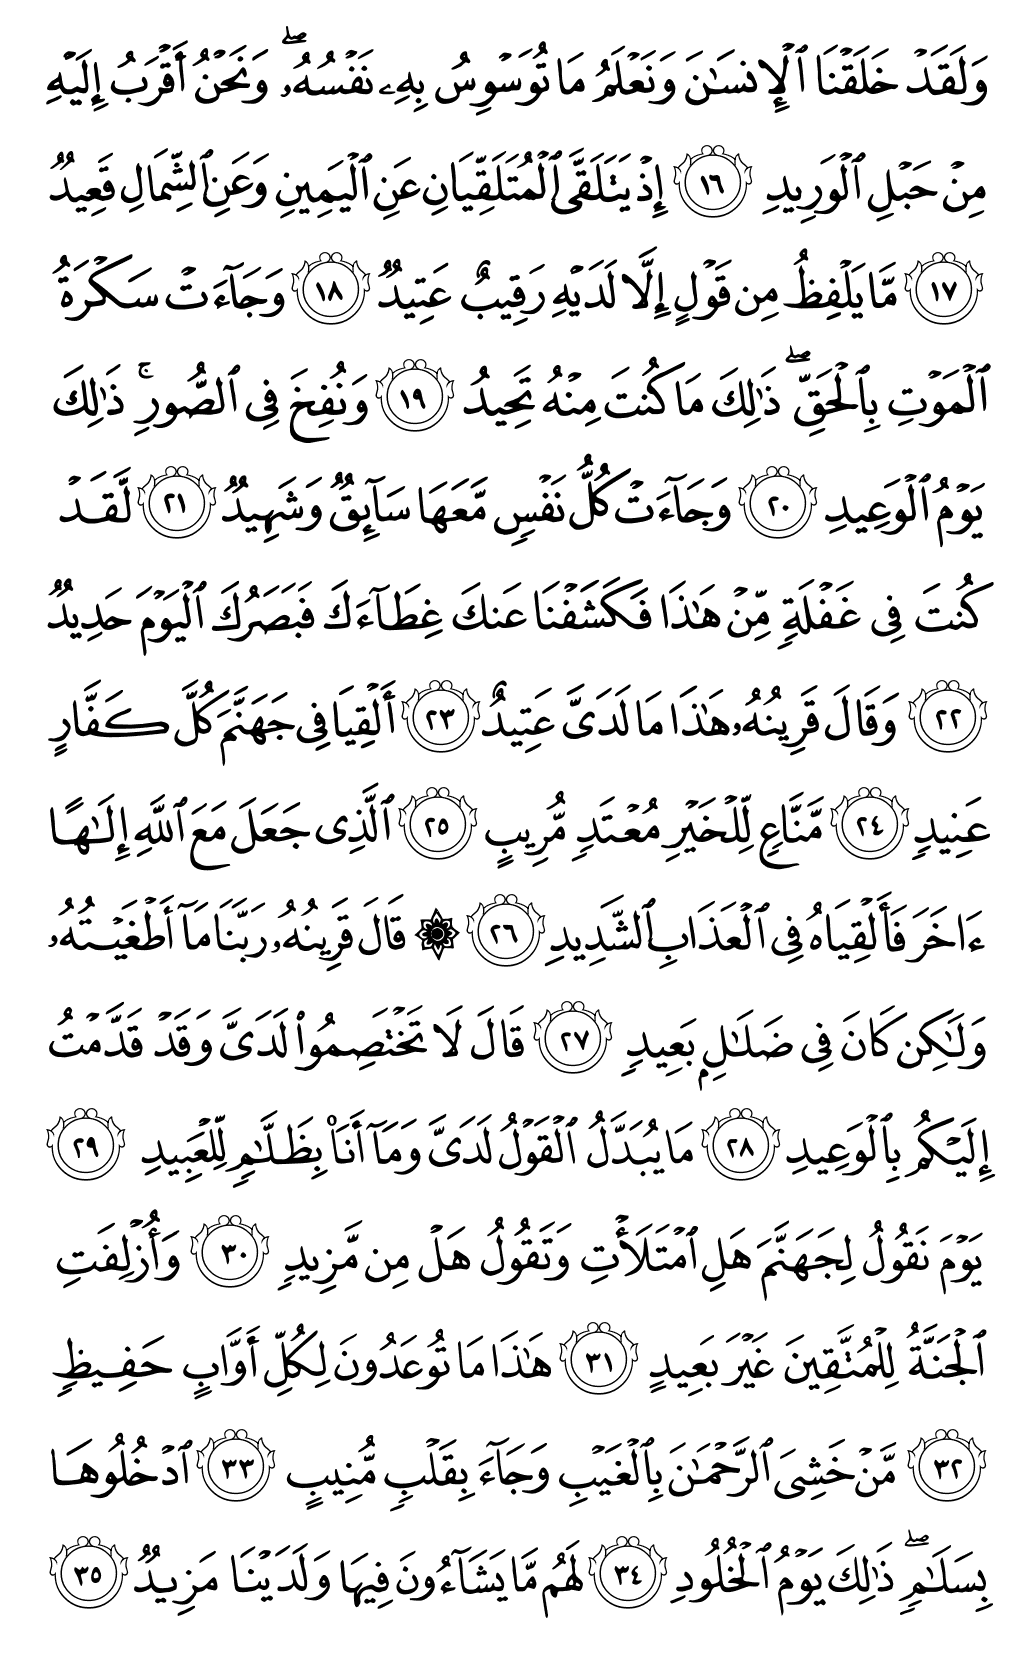 وَلَقَدۡ خَلَقۡنَا ٱلۡإِنسَٰنَ وَنَعۡلَمُ مَا تُوَسۡوِسُ بِهِۦ نَفۡسُهُۥۖ وَنَحۡنُ أَقۡرَبُ إِلَيۡهِ
مِنۡ حَبۡلِ ٱلۡوَرِيدِ ١٦ إِذۡ يَتَلَقَّى ٱلۡمُتَلَقِّيَانِ عَنِ ٱلۡيَمِينِ وَعَنِ ٱلشِّمَالِ قَعِيدٞ
١٧ مَّا يَلۡفِظُ مِن قَوۡلٍ إِلَّا لَدَيۡهِ رَقِيبٌ عَتِيدٞ ١٨ وَجَآءَتۡ سَكۡرَةُ
ٱلۡمَوۡتِ بِٱلۡحَقِّۖ ذَٰلِكَ مَا كُنتَ مِنۡهُ تَحِيدُ ١٩ وَنُفِخَ فِي ٱلصُّورِۚ ذَٰلِكَ
يَوۡمُ ٱلۡوَعِيدِ ٢٠ وَجَآءَتۡ كُلُّ نَفۡسٖ مَّعَهَا سَآئِقٞ وَشَهِيدٞ ٢١ لَّقَدۡ
كُنتَ فِي غَفۡلَةٖ مِّنۡ هَٰذَا فَكَشَفۡنَا عَنكَ غِطَآءَكَ فَبَصَرُكَ ٱلۡيَوۡمَ حَدِيدٞ
٢٢ وَقَالَ قَرِينُهُۥ هَٰذَا مَا لَدَيَّ عَتِيدٌ ٢٣ أَلۡقِيَا فِي جَهَنَّمَ كُلَّ كَفَّارٍ
عَنِيدٖ ٢٤ مَّنَّاعٖ لِّلۡخَيۡرِ مُعۡتَدٖ مُّرِيبٍ ٢٥ ٱلَّذِي جَعَلَ مَعَ ٱللَّهِ إِلَٰهًا
ءَاخَرَ فَأَلۡقِيَاهُ فِي ٱلۡعَذَابِ ٱلشَّدِيدِ ٢٦ ۞ قَالَ قَرِينُهُۥ رَبَّنَا مَآ أَطۡغَيۡتُهُۥ
وَلَٰكِن كَانَ فِي ضَلَٰلِۭ بَعِيدٖ ٢٧ قَالَ لَا تَخۡتَصِمُواْ لَدَيَّ وَقَدۡ قَدَّمۡتُ
إِلَيۡكُم بِٱلۡوَعِيدِ ٢٨ مَا يُبَدَّلُ ٱلۡقَوۡلُ لَدَيَّ وَمَآ أَنَا۠ بِظَلَّٰمٖ لِّلۡعَبِيدِ ٢٩
يَوۡمَ نَقُولُ لِجَهَنَّمَ هَلِ ٱمۡتَلَأۡتِ وَتَقُولُ هَلۡ مِن مَّزِيدٖ ٣٠ وَأُزۡلِفَتِ
ٱلۡجَنَّةُ لِلۡمُتَّقِينَ غَيۡرَ بَعِيدٍ ٣١ هَٰذَا مَا تُوعَدُونَ لِكُلِّ أَوَّابٍ حَفِيظٖ
٣٢ مَّنۡ خَشِيَ ٱلرَّحۡمَٰنَ بِٱلۡغَيۡبِ وَجَآءَ بِقَلۡبٖ مُّنِيبٍ ٣٣ ٱدۡخُلُوهَا
بِسَلَٰمٖۖ ذَٰلِكَ يَوۡمُ ٱلۡخُلُودِ ٣٤ لَهُم مَّا يَشَآءُونَ فِيهَا وَلَدَيۡنَا مَزِيدٞ ٣٥